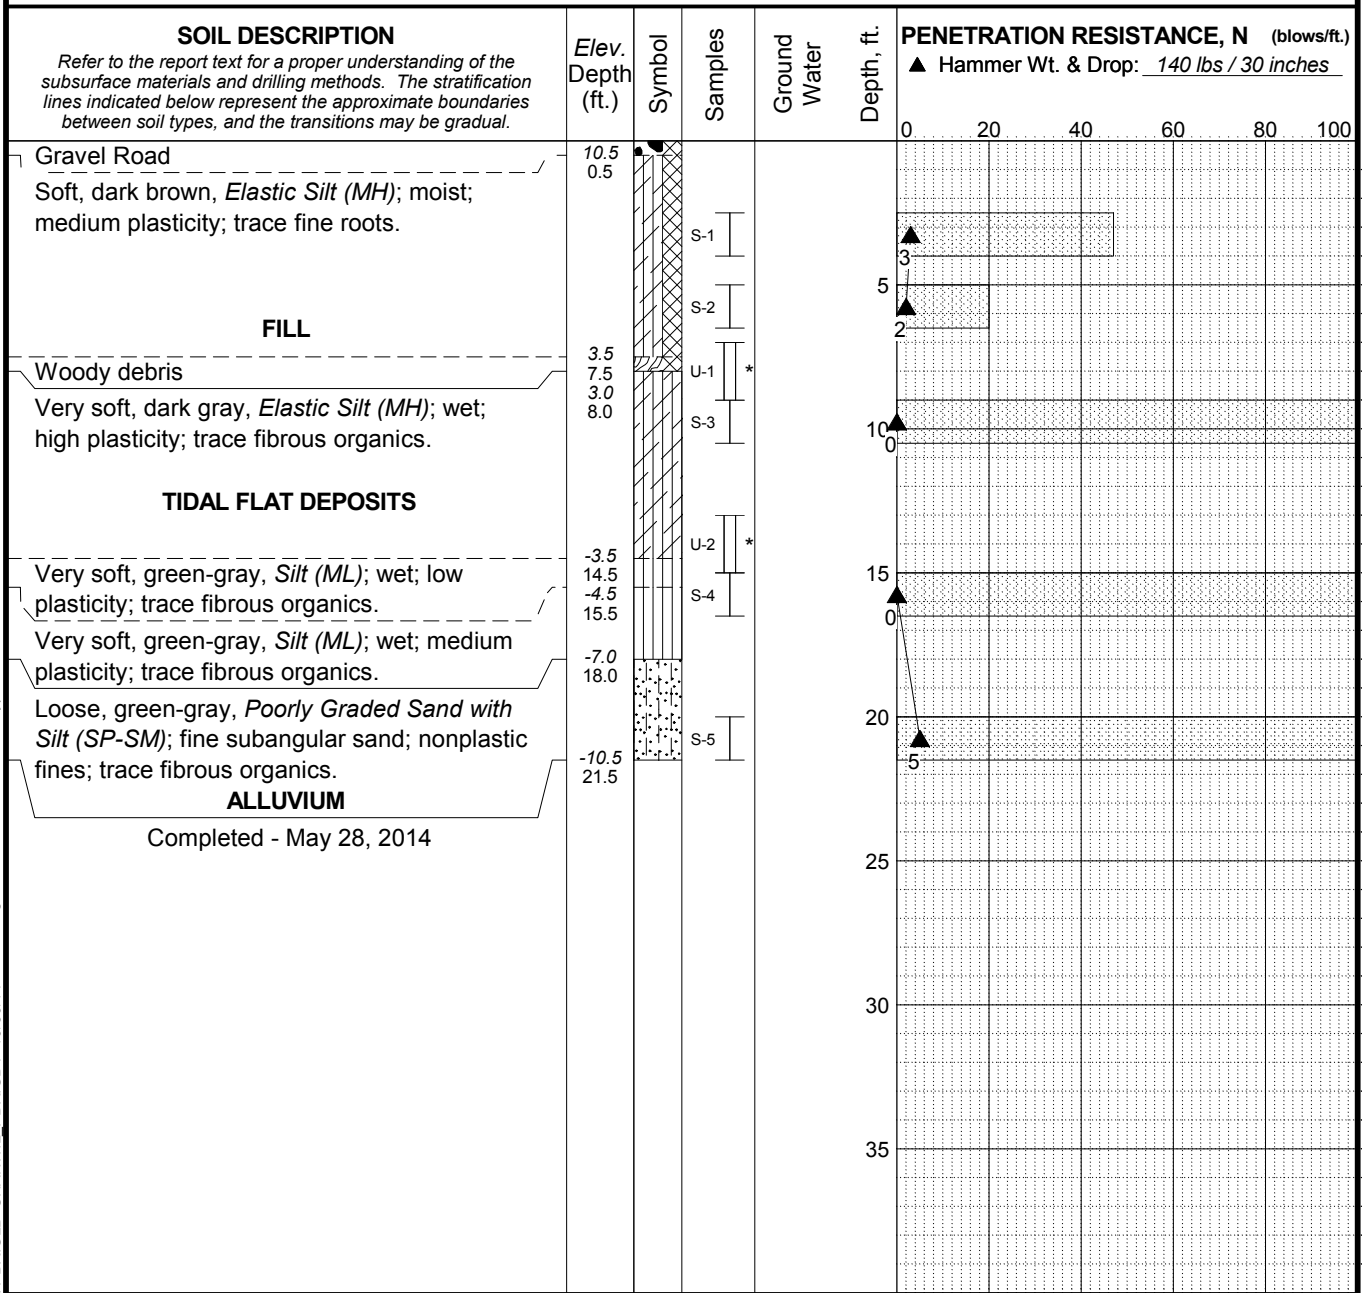 SOIL DESCRIPTION
Refer to the report text for a proper understanding of the
subsurface materials and drilling methods. The stratification
lines indicated below represent the approximate boundaries
between soil types, and the transitions may be gradual.
Elev.
Depth
(ft.)
Symbol
Samples
Ground
Water
Depth, ft.
PENETRATION RESISTANCE, N (blows/ft.)
▲ Hammer Wt. & Drop: 140 lbs / 30 inches
0 20 40 60 80 100
Gravel Road
10.5
0.5
Soft, dark brown, Elastic Silt (MH); moist;
medium plasticity; trace fine roots.
S-1
3
5
S-2
2
FILL
3.5
7.5
Woody debris
U-1 *
3.0
8.0
Very soft, dark gray, Elastic Silt (MH); wet;
high plasticity; trace fibrous organics.
S-3
10
0
TIDAL FLAT DEPOSITS
U-2 *
-3.5
14.5
Very soft, green-gray, Silt (ML); wet; low
plasticity; trace fibrous organics.
-4.5
15.5
S-4
15
0
Very soft, green-gray, Silt (ML); wet; medium
plasticity; trace fibrous organics.
-7.0
18.0
Loose, green-gray, Poorly Graded Sand with
Silt (SP-SM); fine subangular sand; nonplastic
fines; trace fibrous organics.
S-5
20
5
-10.5
21.5
ALLUVIUM
Completed - May 28, 2014
25
30
35